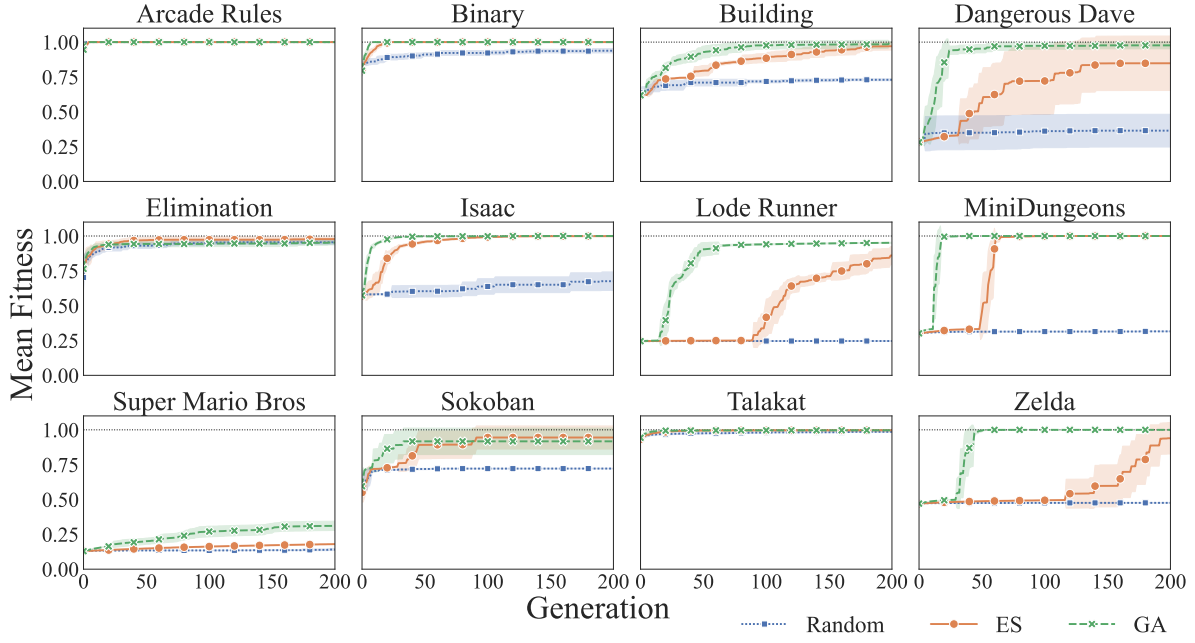 Arcade Rules Binary Building Dangerous Dave
1.00
0.75
0.50
0.25
0.00
Elimination Isaac Lode Runner MiniDungeons
1.00
0.75
0.50
0.25
0.00
Mean Fitness
Super Mario Bros Sokoban Talakat Zelda
1.00
0.75
0.50
0.25
0.00
0 50 100 150 200 0 50 100 150 200 0 50 100 150 200 0 50 100 150 200
Generation
Random ES GA